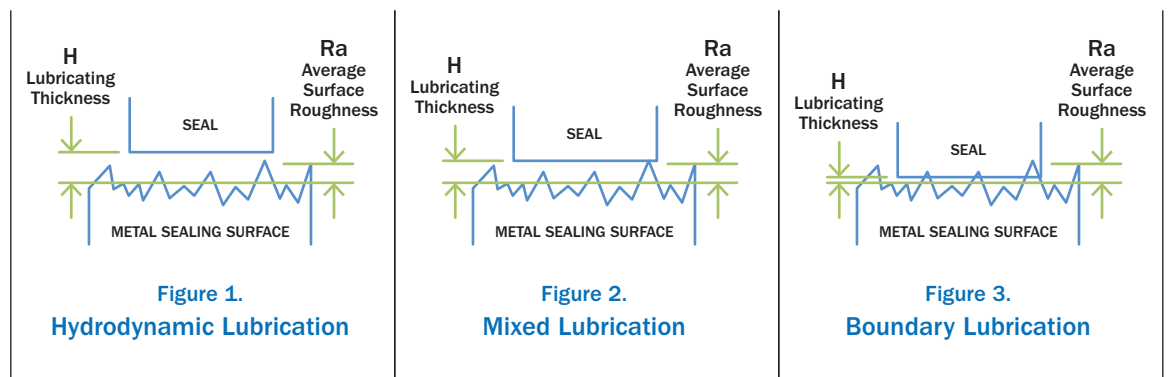 H
Lubricating
Thickness
Ra
Average
Surface
Roughness
SEAL
METAL SEALING SURFACE
Figure 1.
Hydrodynamic Lubrication
H
Lubricating
Thickness
Ra
Average
Surface
Roughness
SEAL
METAL SEALING SURFACE
Figure 2.
Mixed Lubrication
H
Lubricating
Thickness
Ra
Average
Surface
Roughness
SEAL
METAL SEALING SURFACE
Figure 3.
Boundary Lubrication